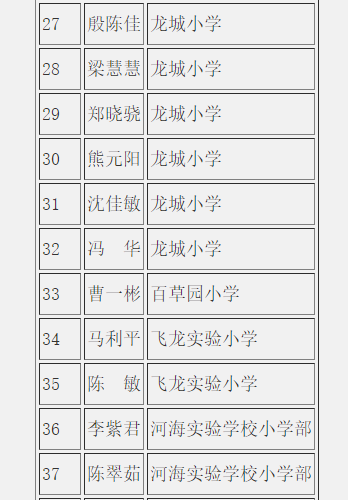 27 殷陈佳 龙城小学
28 梁慧慧 龙城小学
29 郑晓骁 龙城小学
30 熊元阳 龙城小学
31 沈佳敏 龙城小学
32 冯　华 龙城小学
33 曹一彬 百草园小学
34 马利平 飞龙实验小学
35 陈　敏 飞龙实验小学
36 李紫君 河海实验学校小学部
37 陈翠茹 河海实验学校小学部